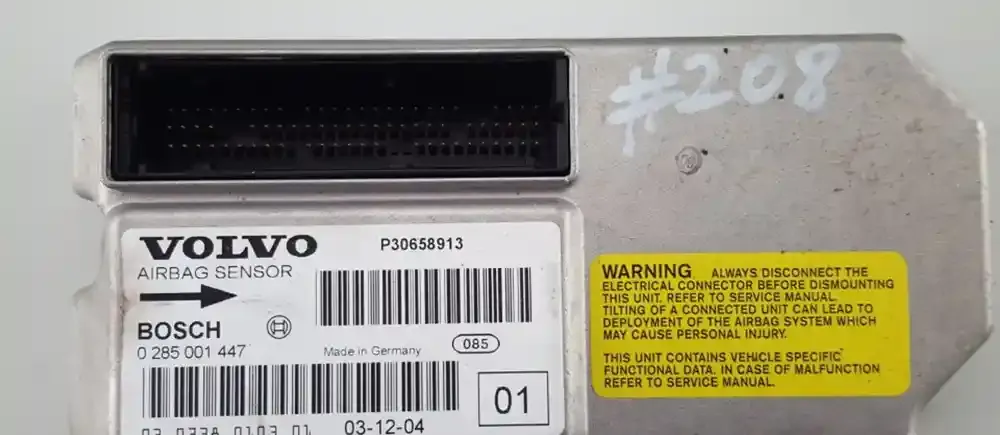 #208
VOLVO
P30658913
AIRBAG SENSOR
BOSCH
0 285 001 447
Made in Germany
085
01
03-12-04
WARNING ALWAYS DISCONNECT THE
ELECTRICAL CONNECTOR BEFORE DISMOUNTING
THIS UNIT. REFER TO SERVICE MANUAL.
TILTING OF A CONNECTED UNIT CAN LEAD TO
DEPLOYMENT OF THE AIRBAG SYSTEM WHICH
MAY CAUSE PERSONAL INJURY.
THIS UNIT CONTAINS VEHICLE SPECIFIC
FUNCTIONAL DATA. IN CASE OF MALFUNCTION
REFER TO SERVICE MANUAL.